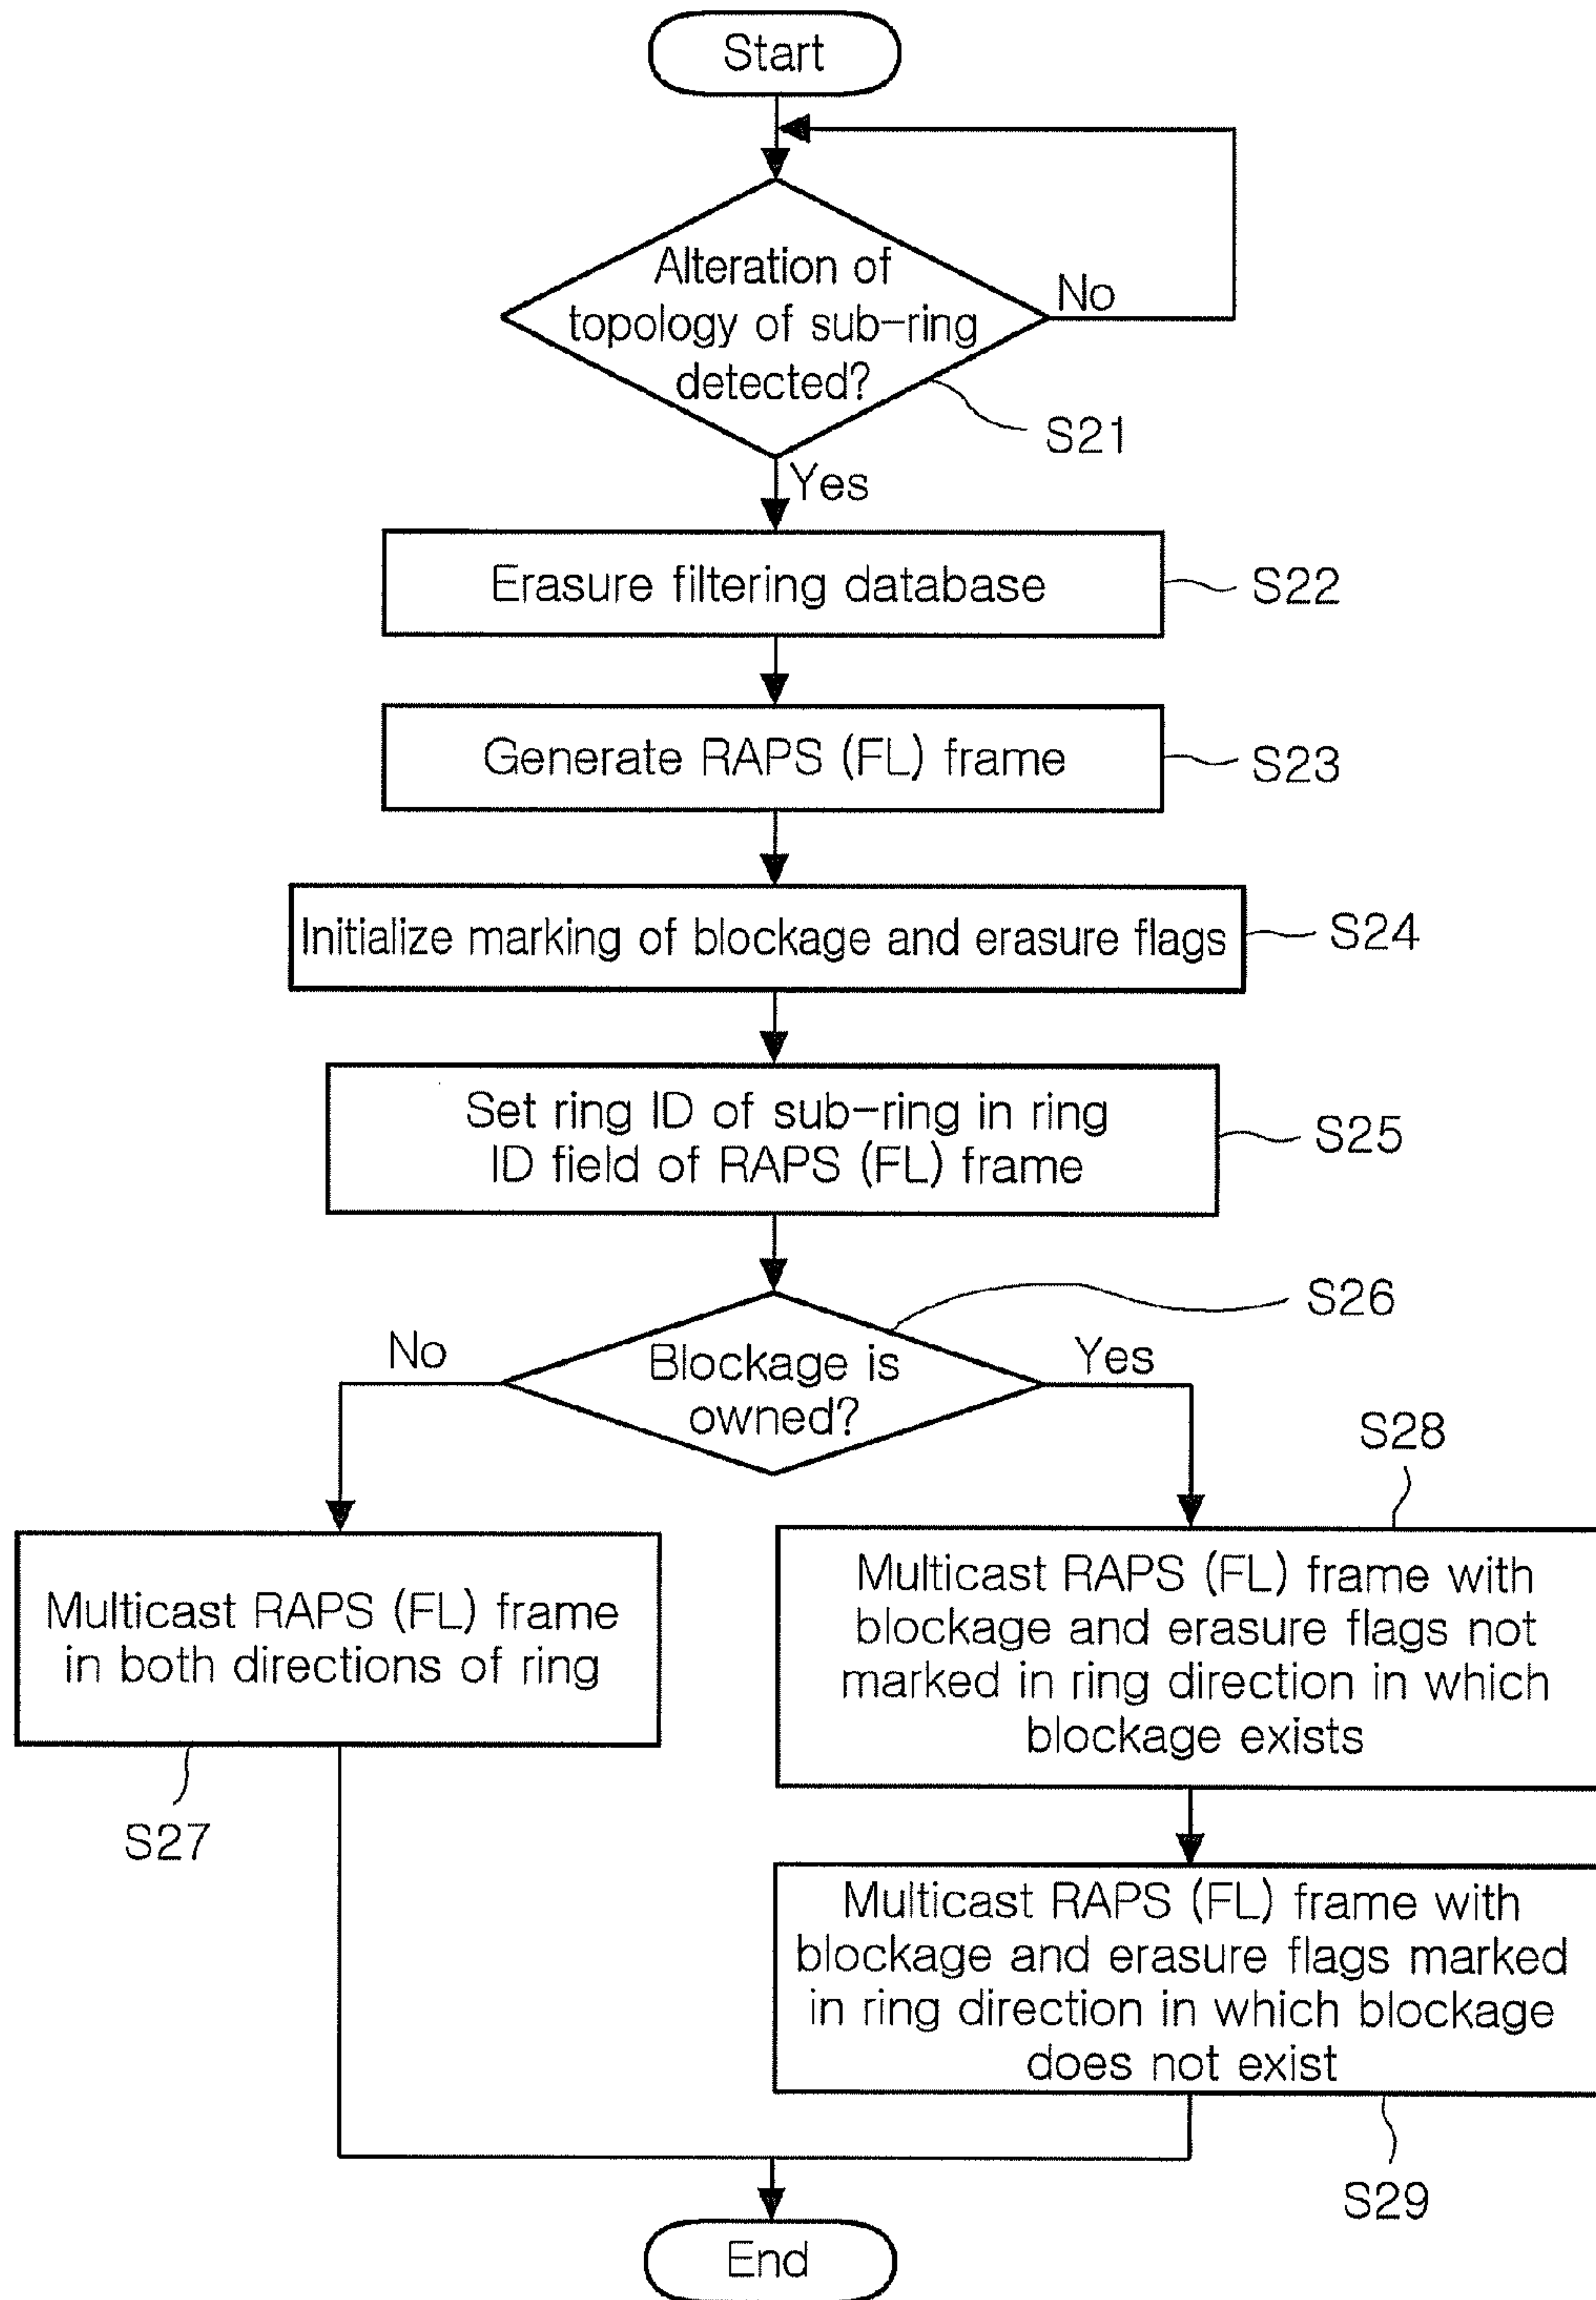 Start
Alteration of
topology of sub-ring
detected?
No
S21
Yes
Erasure filtering database
S22
Generate RAPS (FL) frame
S23
Initialize marking of blockage and erasure flags
S24
Set ring ID of sub-ring in ring
ID field of RAPS (FL) frame
S25
S26
No
Blockage is
owned?
Yes
S28
Multicast RAPS (FL) frame
in both directions of ring
S27
Multicast RAPS (FL) frame with
blockage and erasure flags not
marked in ring direction in which
blockage exists
Multicast RAPS (FL) frame with
blockage and erasure flags marked
in ring direction in which blockage
does not exist
S29
End